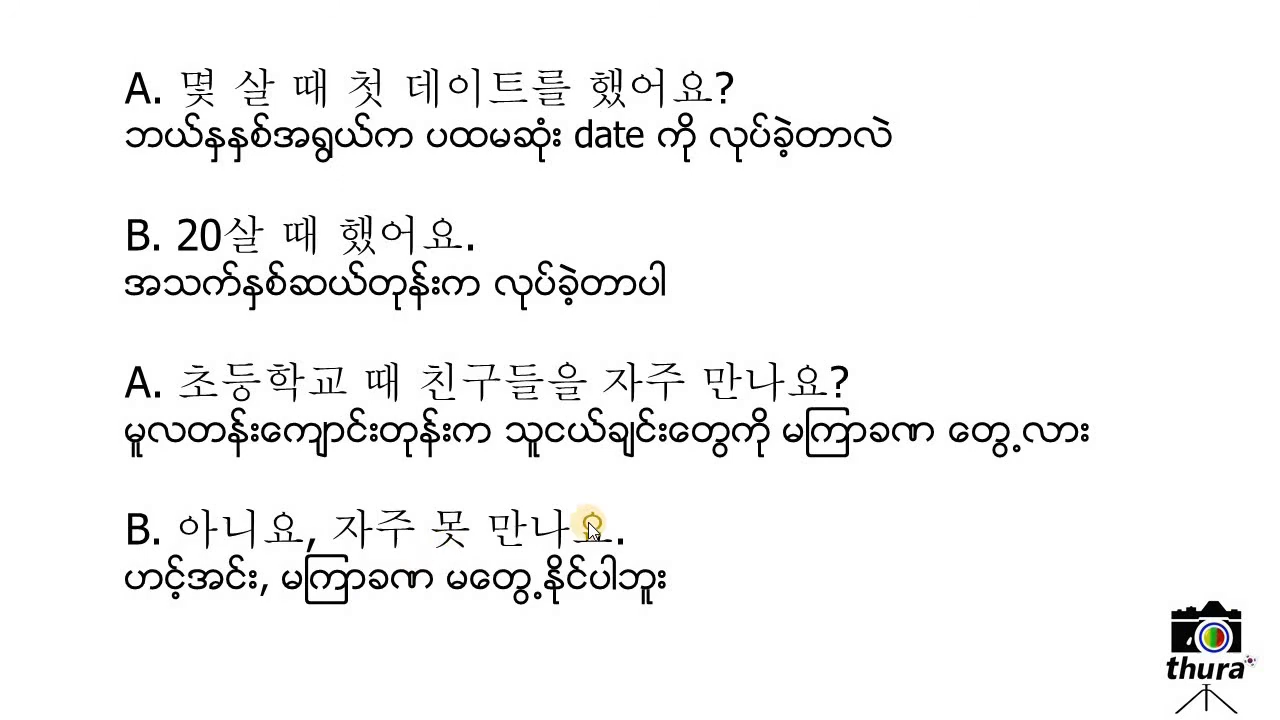 A. 몇 살 때 첫 데이트를 했어요?
ဘယ်နှနှစ်အရွယ်က ပထမဆုံး date ကို လုပ်ခဲ့တာလဲ
B. 20살 때 했어요.
အသက်နှစ်ဆယ်တုန်းက လုပ်ခဲ့တာပါ
A. 초등학교 때 친구들을 자주 만나요?
မူလတန်းကျောင်းတုန်းက သူငယ်ချင်းတွေကို မကြာခဏ တွေ့လား
B. 아니요, 자주 못 만나요.
ဟင့်အင်း, မကြာခဏ မတွေ့နိုင်ပါဘူး
thura